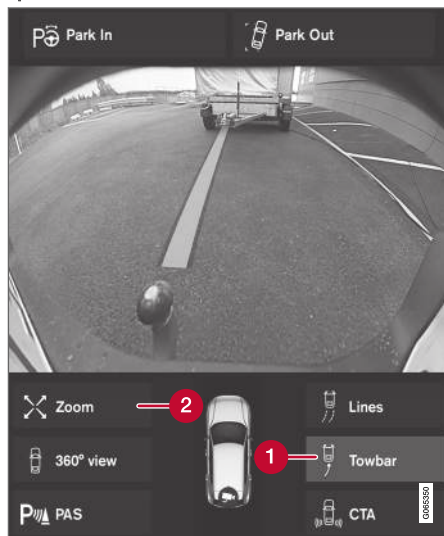 Park In
Park Out
Zoom
2
Lines
360° view
1
Towbar
PAS
CTA
G065350